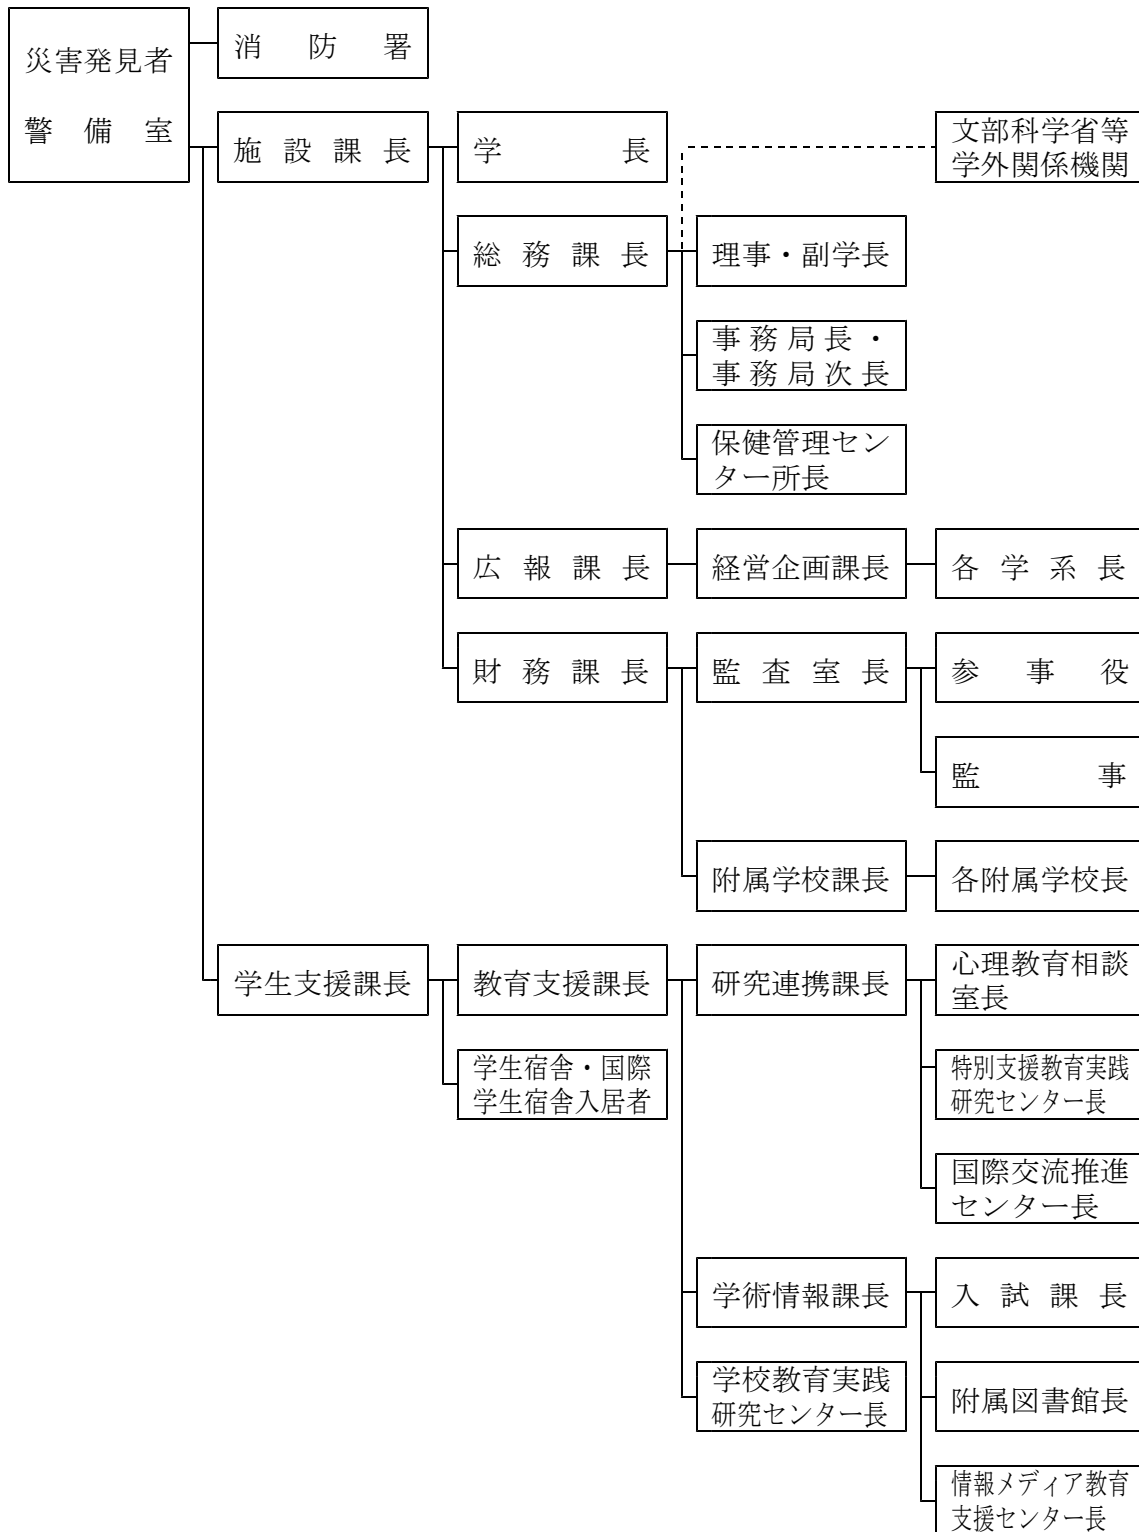 災害発見者
警備室
消防署
施設課長
学長
文部科学省等
学外関係機関
総務課長
理事・副学長
事務局長・
事務局次長
保健管理セン
ター所長
広報課長
経営企画課長
各学系長
財務課長
監査室長
参事役
監事
附属学校課長
各附属学校長
学生支援課長
教育支援課長
研究連携課長
心理教育相談
室長
学生宿舎・国際
学生宿舎入居者
特別支援教育実践
研究センター長
国際交流推進
センター長
学術情報課長
入試課長
学校教育実践
研究センター長
附属図書館長
情報メディア教育
支援センター長